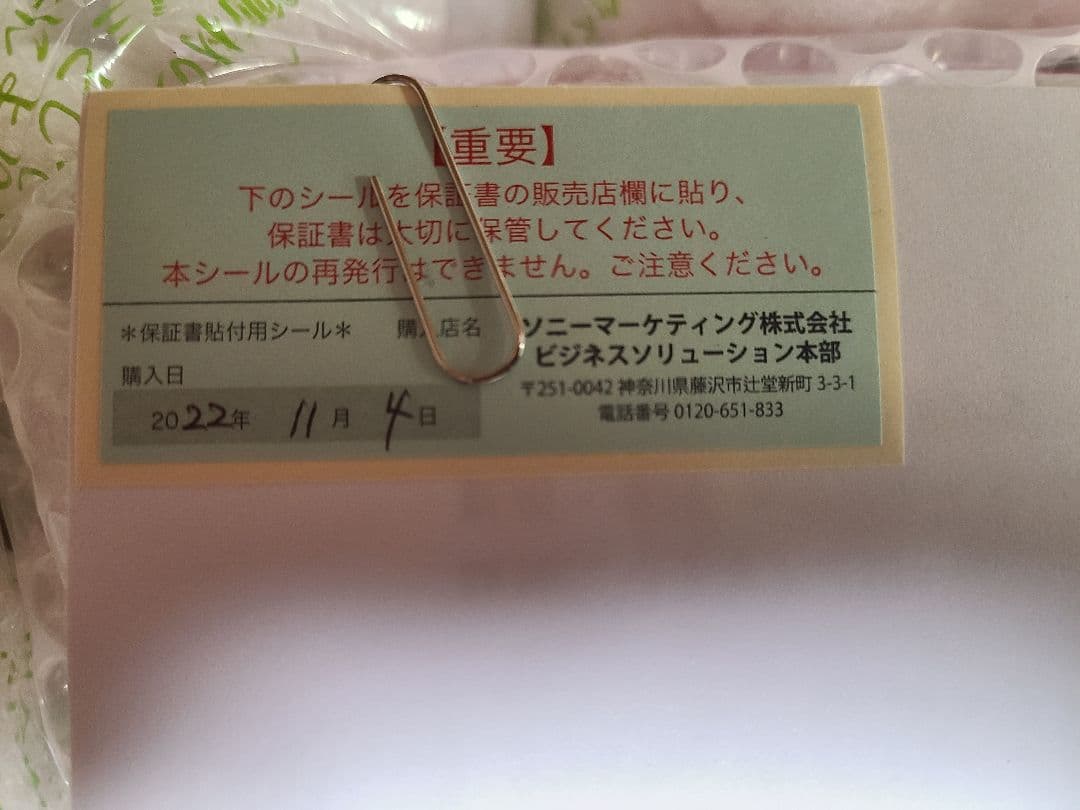 【重要】
下のシールを保証書の販売店欄に貼り、
保証書は大切に保管してください。
本シールの再発行はできません。ご注意ください。
＊保証書貼付用シール＊
購入日
2022年 11月 4日
購入店名
ソニーマーケティング株式会社
ビジネスソリューション本部
〒251-0042 神奈川県藤沢市辻堂新町 3-3-1
電話番号 0120-651-833